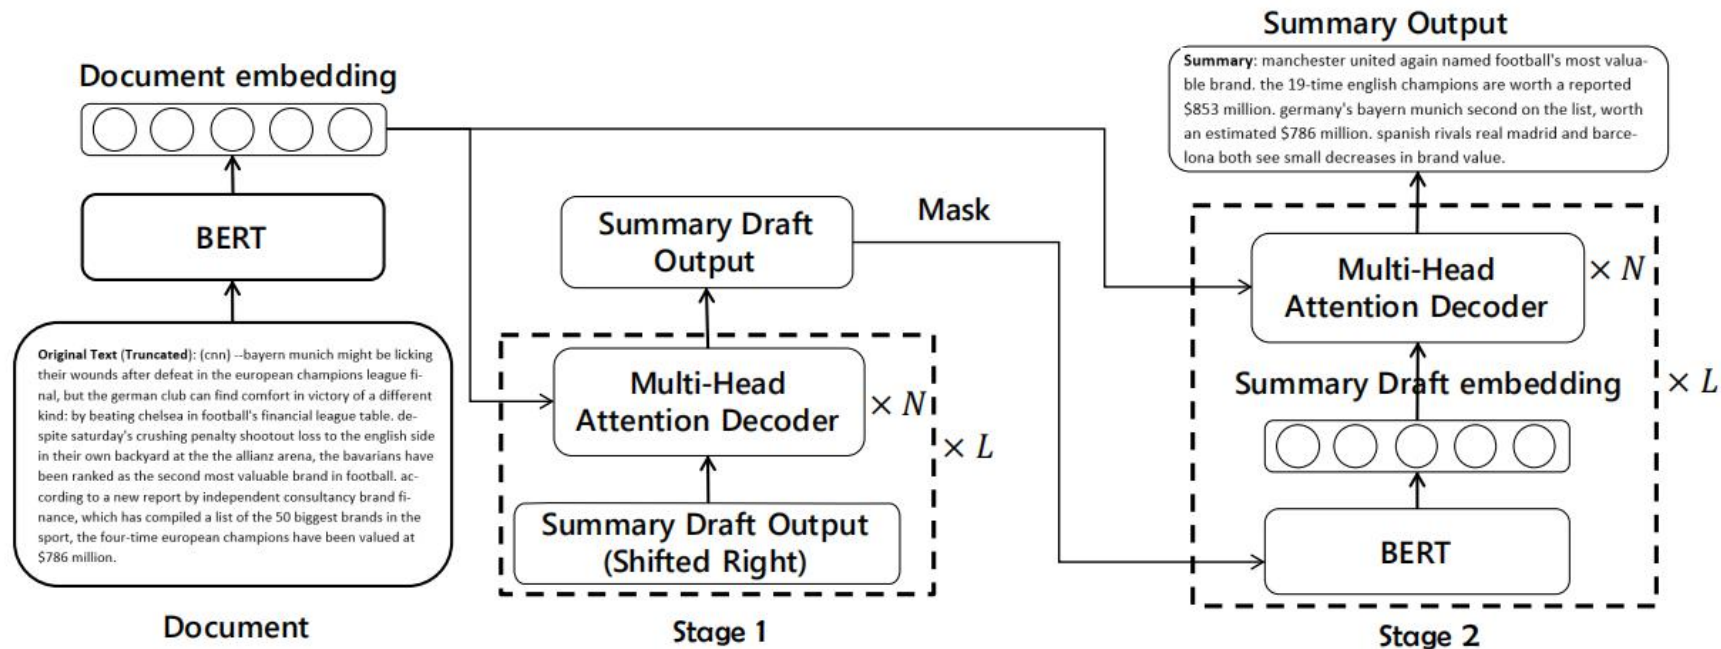 Document embedding
BERT
Original Text (Truncated): (cnn) --bayern munich might be licking
their wounds after defeat in the european champions league fi-
nal, but the german club can find comfort in victory of a different
kind: by beating chelsea in football's financial league table. de-
spite saturday's crushing penalty shootout loss to the english side
in their own backyard at the the allianz arena, the bavarians have
been ranked as the second most valuable brand in football. ac-
cording to a new report by independent consultancy brand fi-
nance, which has compiled a list of the 50 biggest brands in the
sport, the four-time european champions have been valued at
$786 million.
Document
Summary Draft
Output
Mask
Multi-Head
Attention Decoder
× N
× L
Summary Draft Output
(Shifted Right)
Stage 1
Summary Output
Summary: manchester united again named football's most valua-
ble brand. the 19-time english champions are worth a reported
$853 million. germany's bayern munich second on the list, worth
an estimated $786 million. spanish rivals real madrid and barce-
lona both see small decreases in brand value.
Multi-Head
Attention Decoder
× N
Summary Draft embedding
× L
BERT
Stage 2